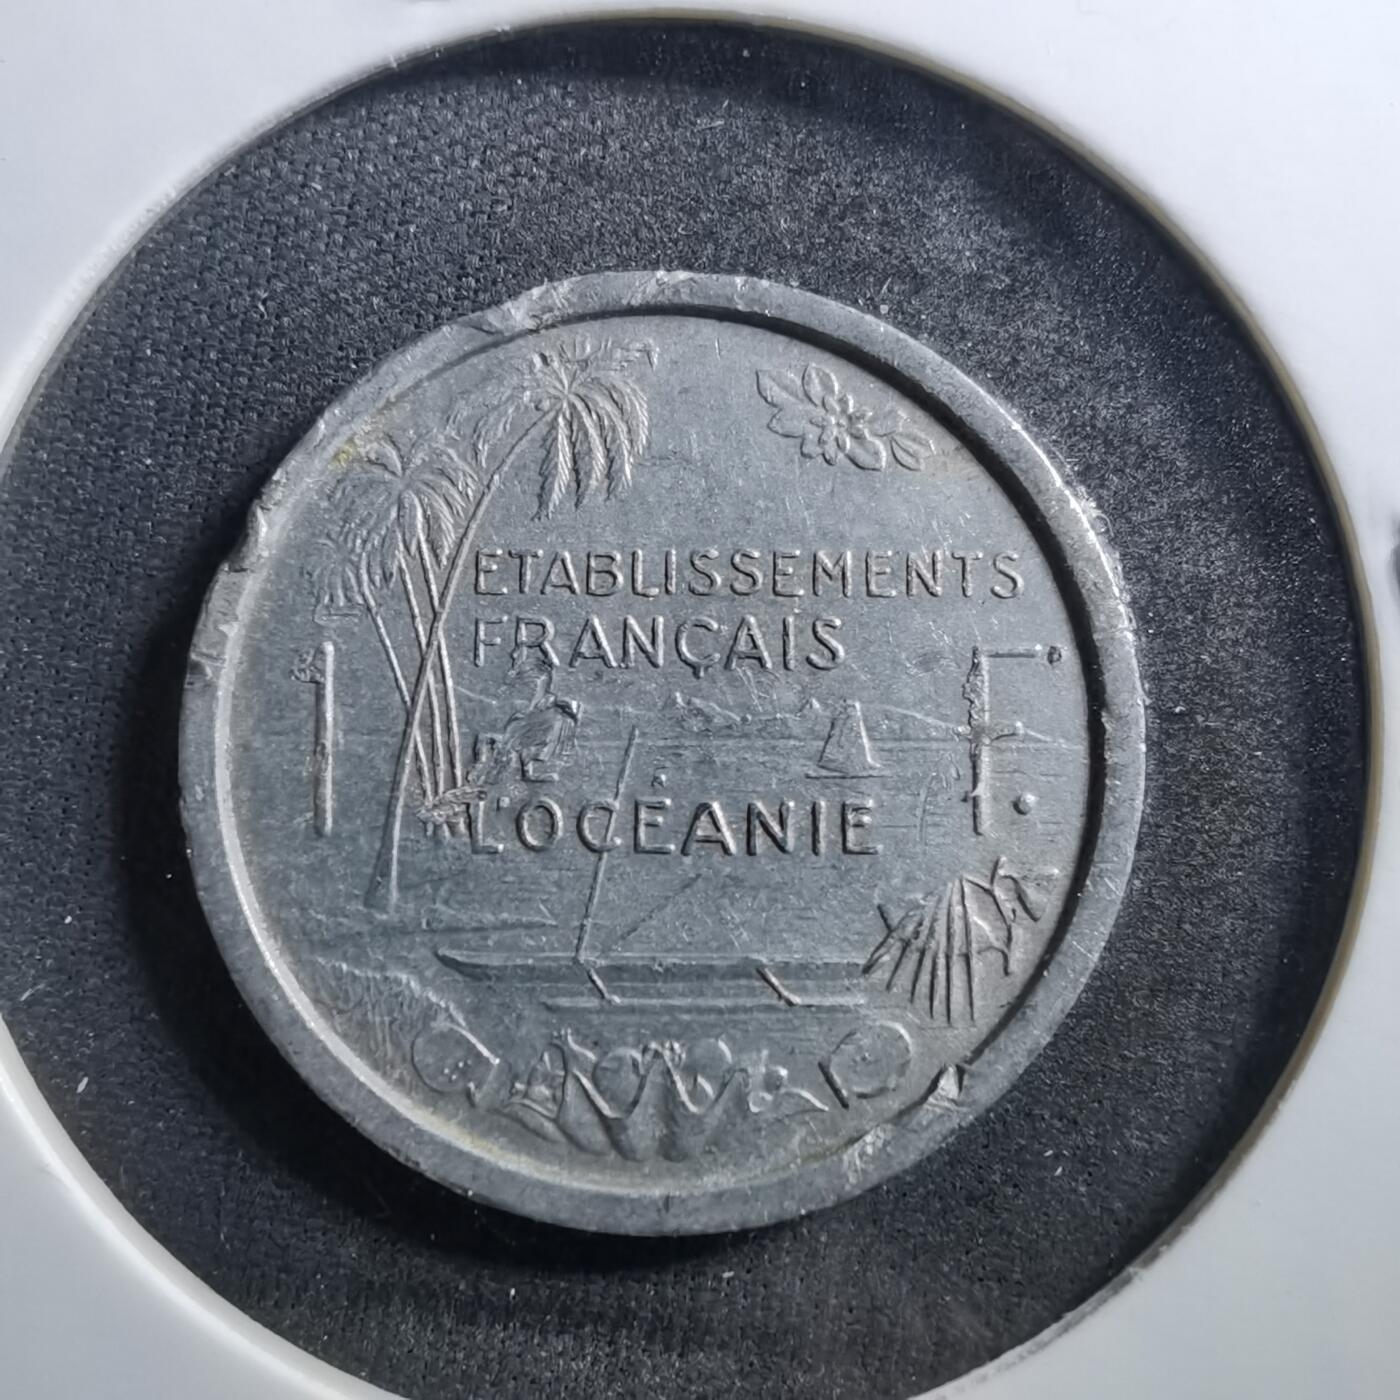 ETABLISSEMENTS
FRANÇAIS
1 F.
DE
L'OCÉANIE